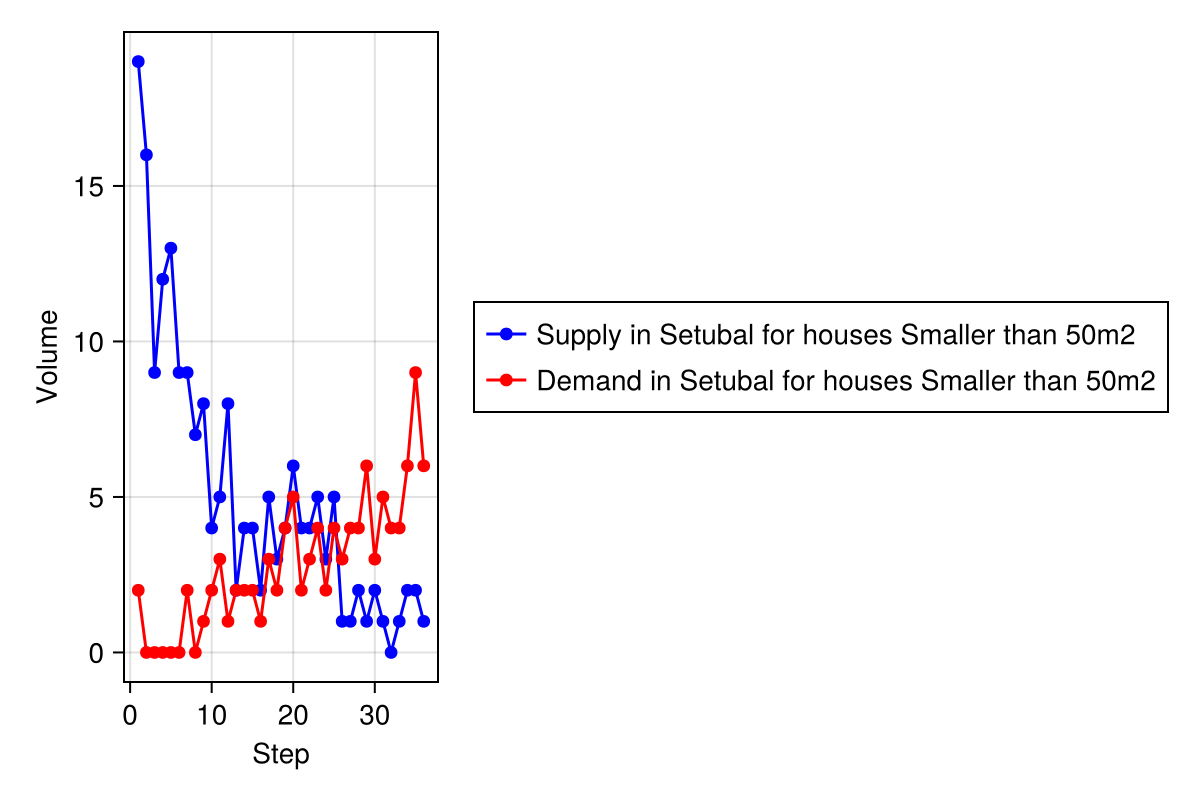 Volume
15
10
5
0
0 10 20 30
Step
Supply in Setubal for houses Smaller than 50m2
Demand in Setubal for houses Smaller than 50m2